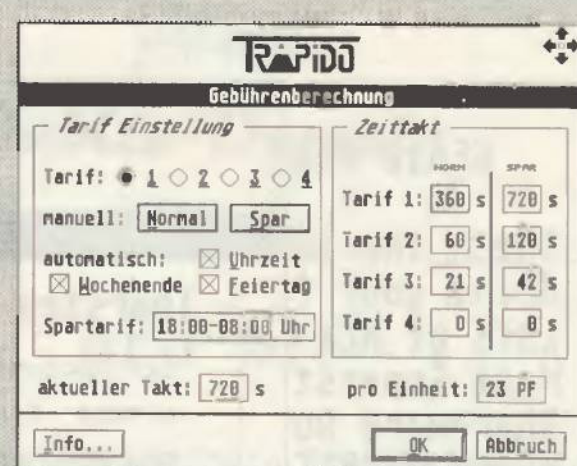 TRAPiDO
Gebührenberechnung
Tarif Einstellung
Tarif: 1 2 3 4
manuell: Normal Spar
automatisch: Uhrzeit
Wochenende Feiertag
Spartarif: 18:00-08:00 Uhr
Zeittakt
NORM SPAR
Tarif 1: 360 s 720 s
Tarif 2: 60 s 120 s
Tarif 3: 21 s 42 s
Tarif 4: 0 s 0 s
aktueller Takt: 720 s pro Einheit: 23 PF
Info... OK Abbruch